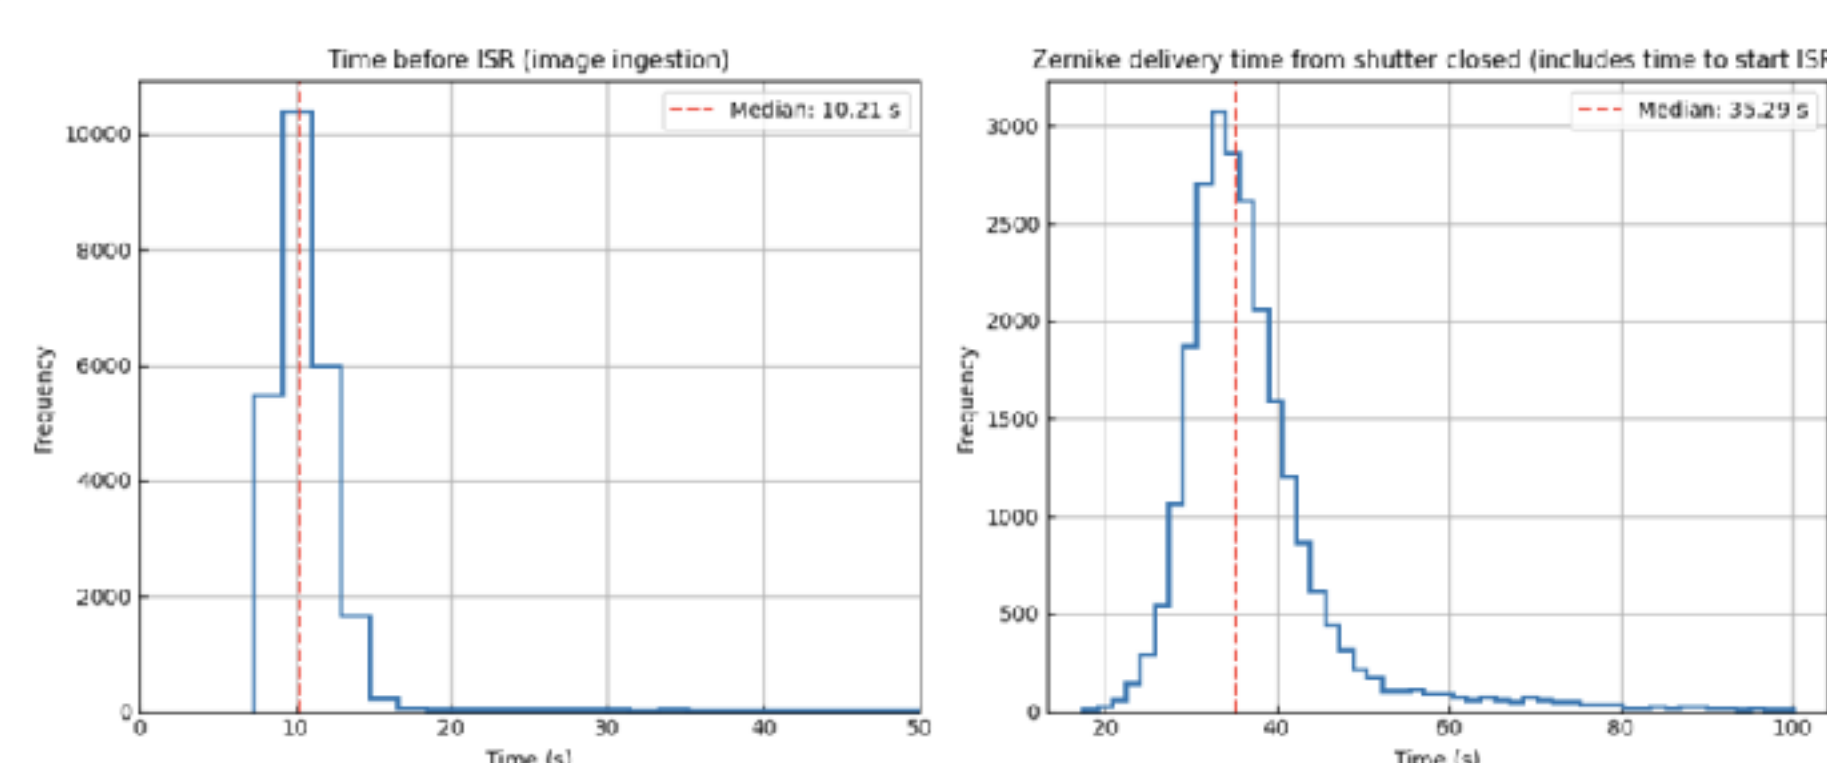 Time before ISR (image ingestion)
Median: 10.21 s
10000
8000
6000
4000
2000
0
Frequency
0 10 20 30 40 50
Time (s)
Zernike delivery time from shutter closed (includes time to start ISR
Median: 35.29 s
3000
2500
2000
1500
1000
500
0
Frequency
20 40 60 80 100
Time (s)